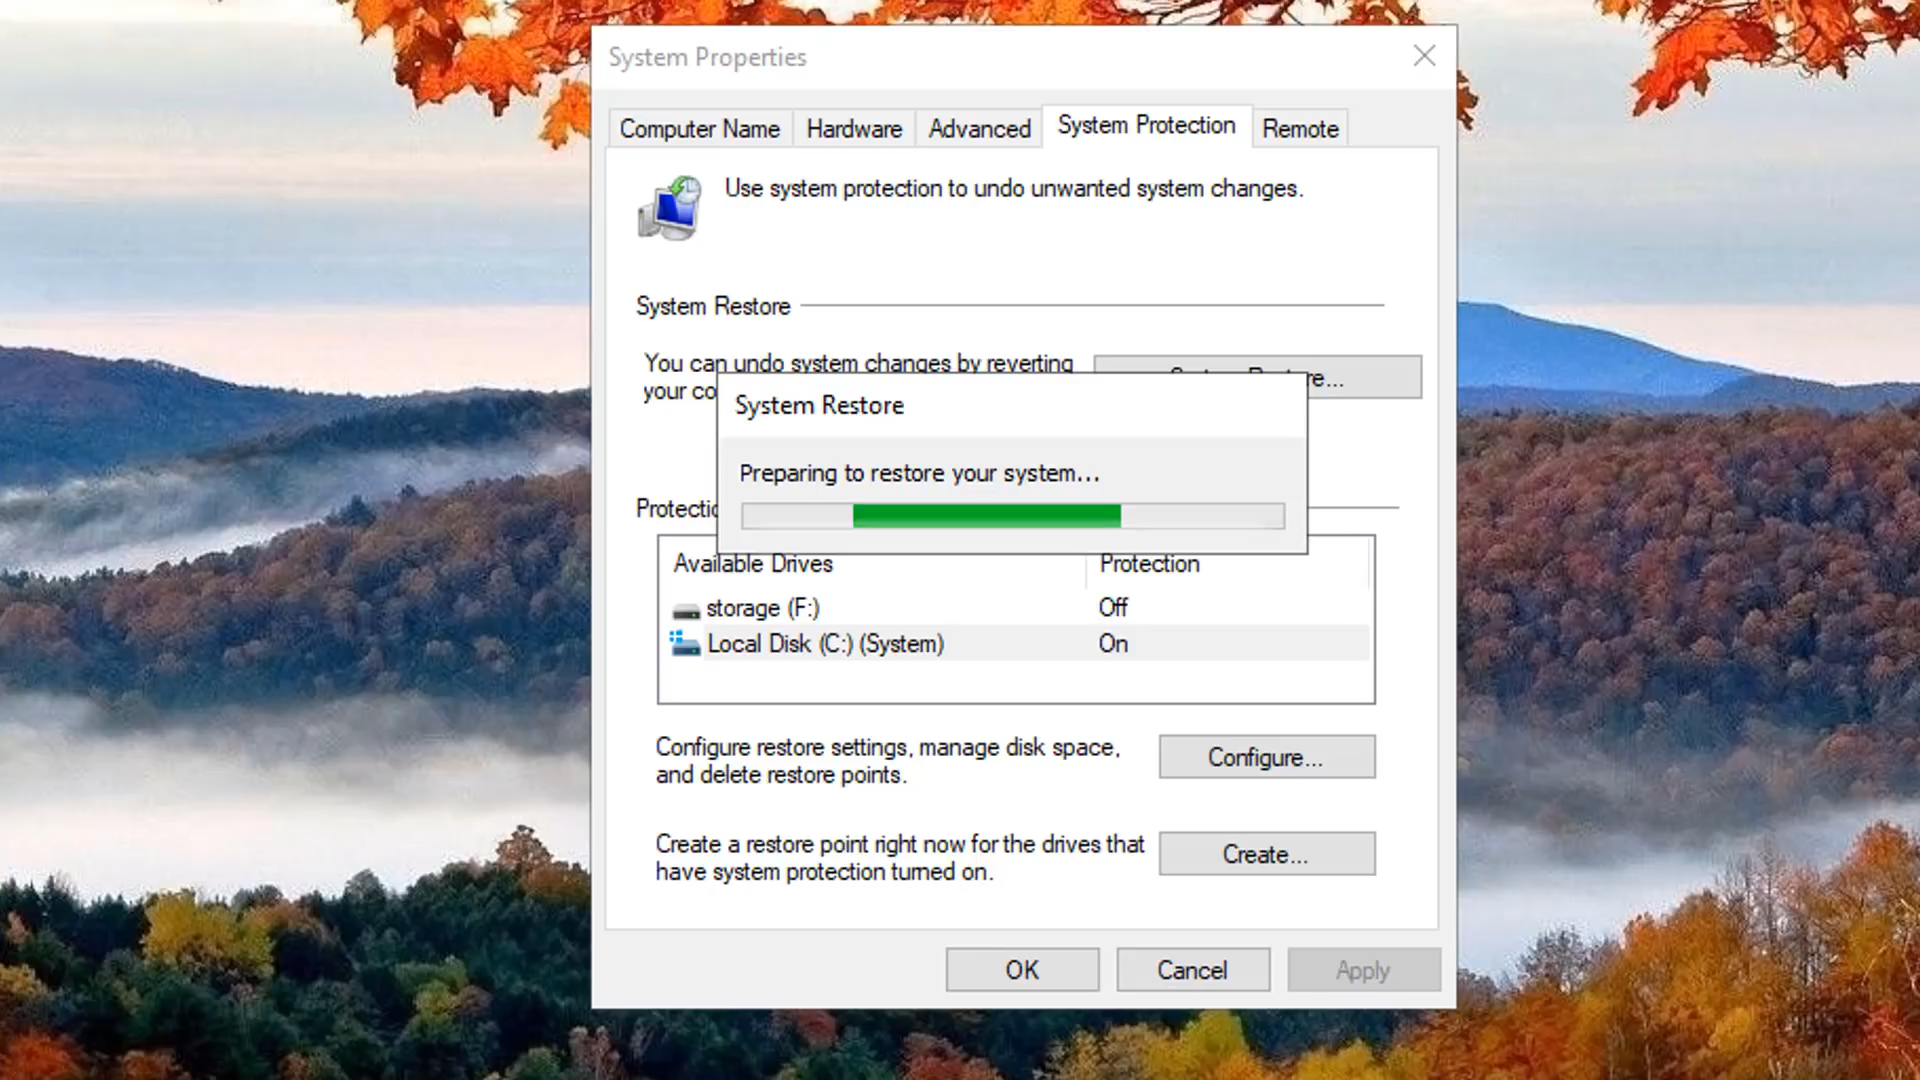 System Properties
Computer Name
Hardware
Advanced
System Protection
Remote
Use system protection to undo unwanted system changes.
System Restore
You can undo system changes by reverting
your co
System Restore
Preparing to restore your system...
Available Drives Protection
storage (F:) Off
Local Disk (C:) (System) On
Configure restore settings, manage disk space,
and delete restore points.
Configure...
Create a restore point right now for the drives that
have system protection turned on.
Create...
OK
Cancel
Apply